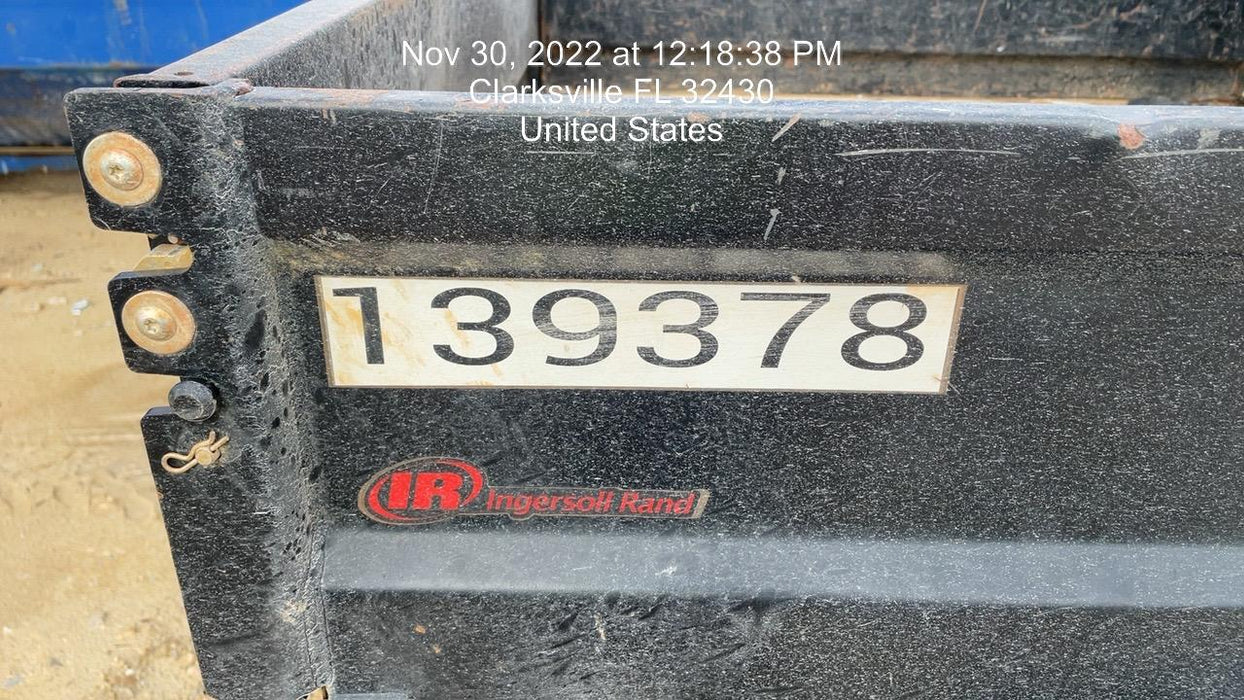 Nov 30, 2022 at 12:18:38 PM
Clarksville FL 32430
United States
139378
IR Ingersoll Rand